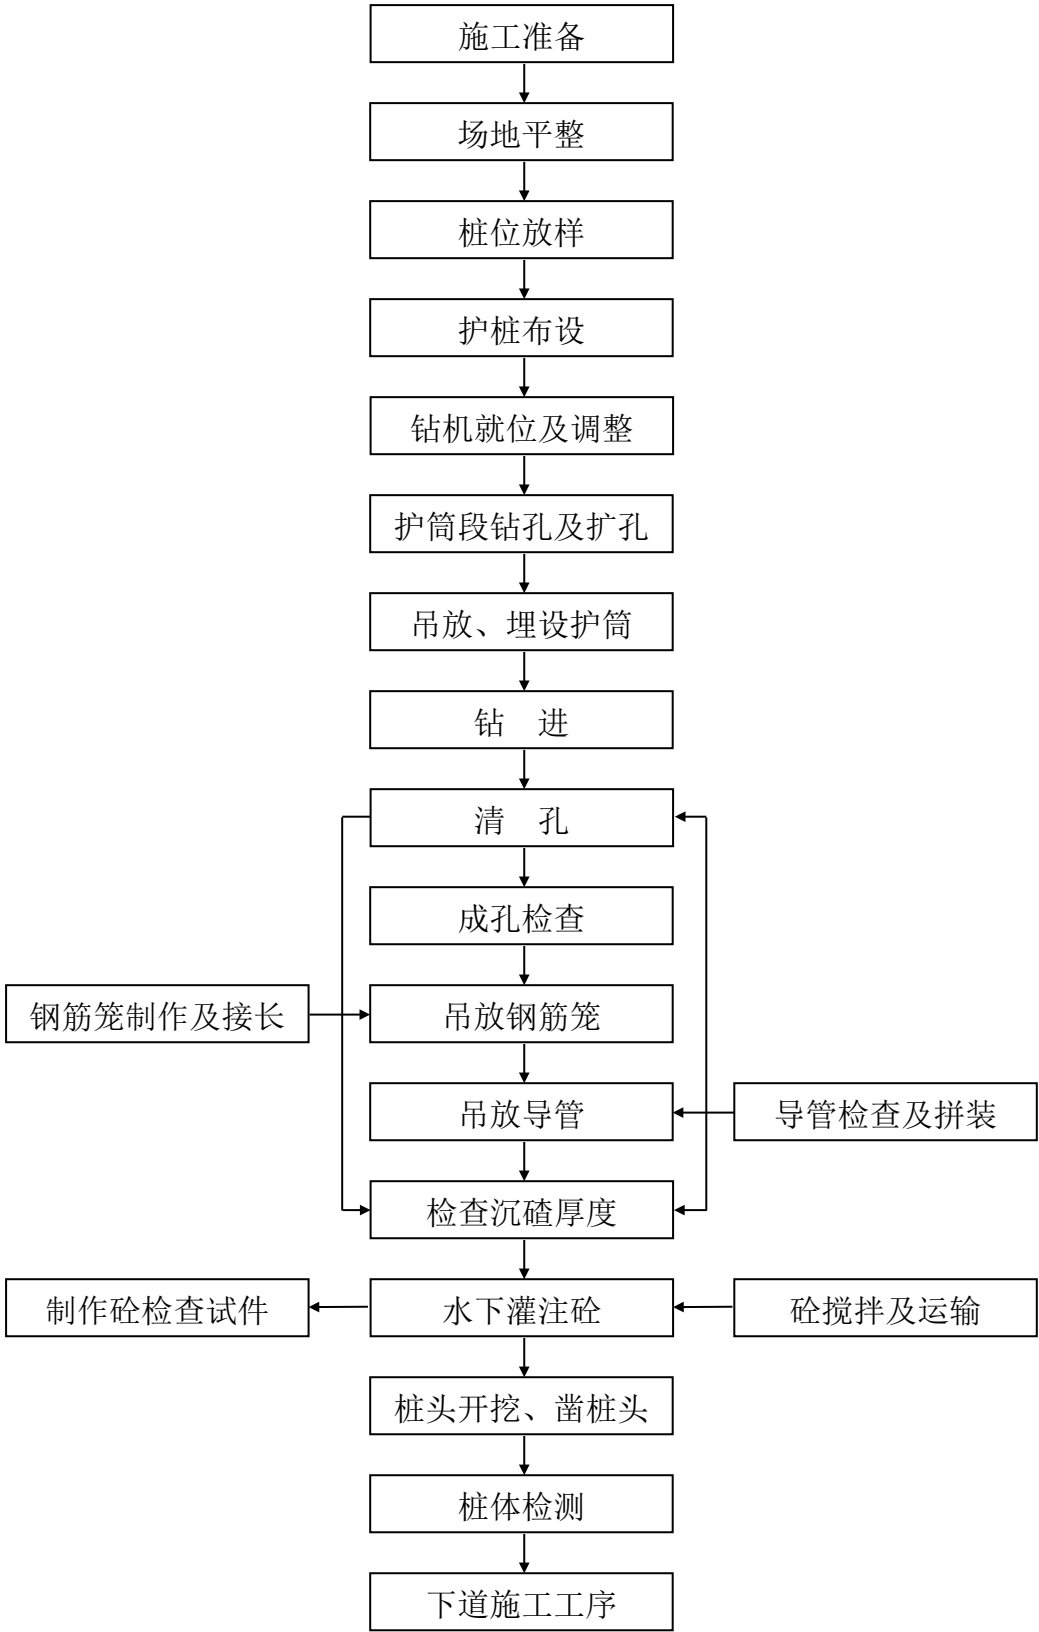 施工准备
场地平整
桩位放样
护桩布设
钻机就位及调整
护筒段钻孔及扩孔
吊放、埋设护筒
钻 进
清 孔
成孔检查
钢筋笼制作及接长
吊放钢筋笼
吊放导管
导管检查及拼装
检查沉碴厚度
制作砼检查试件
水下灌注砼
砼搅拌及运输
桩头开挖、凿桩头
桩体检测
下道施工工序